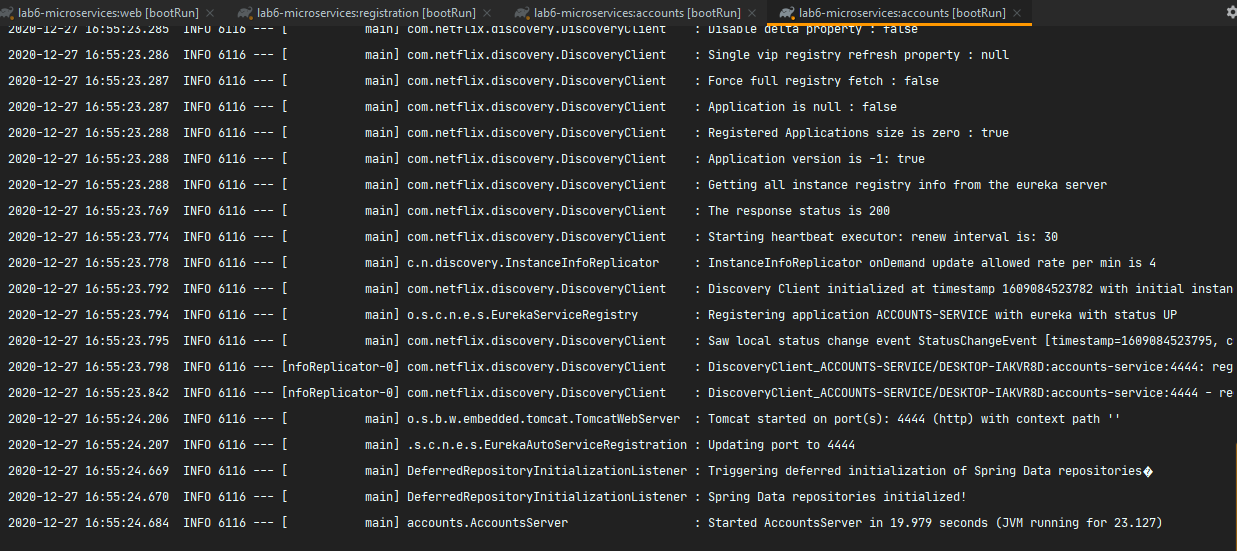 lab6-microservices:web [bootRun] lab6-microservices:registration [bootRun] lab6-microservices:accounts [bootRun] lab6-microservices:accounts [bootRun]
2020-12-27 16:55:23.285 INFO 6116 --- [ main] com.netflix.discovery.DiscoveryClient : Disable delta property : false
2020-12-27 16:55:23.286 INFO 6116 --- [ main] com.netflix.discovery.DiscoveryClient : Single vip registry refresh property : null
2020-12-27 16:55:23.287 INFO 6116 --- [ main] com.netflix.discovery.DiscoveryClient : Force full registry fetch : false
2020-12-27 16:55:23.287 INFO 6116 --- [ main] com.netflix.discovery.DiscoveryClient : Application is null : false
2020-12-27 16:55:23.288 INFO 6116 --- [ main] com.netflix.discovery.DiscoveryClient : Registered Applications size is zero : true
2020-12-27 16:55:23.288 INFO 6116 --- [ main] com.netflix.discovery.DiscoveryClient : Application version is -1: true
2020-12-27 16:55:23.288 INFO 6116 --- [ main] com.netflix.discovery.DiscoveryClient : Getting all instance registry info from the eureka server
2020-12-27 16:55:23.769 INFO 6116 --- [ main] com.netflix.discovery.DiscoveryClient : The response status is 200
2020-12-27 16:55:23.774 INFO 6116 --- [ main] com.netflix.discovery.DiscoveryClient : Starting heartbeat executor: renew interval is: 30
2020-12-27 16:55:23.778 INFO 6116 --- [ main] c.n.discovery.InstanceInfoReplicator : InstanceInfoReplicator onDemand update allowed rate per min is 4
2020-12-27 16:55:23.792 INFO 6116 --- [ main] com.netflix.discovery.DiscoveryClient : Discovery Client initialized at timestamp 1609084523782 with initial instan
2020-12-27 16:55:23.794 INFO 6116 --- [ main] o.s.c.n.e.s.EurekaServiceRegistry : Registering application ACCOUNTS-SERVICE with eureka with status UP
2020-12-27 16:55:23.795 INFO 6116 --- [ main] com.netflix.discovery.DiscoveryClient : Saw local status change event StatusChangeEvent [timestamp=1609084523795, c
2020-12-27 16:55:23.798 INFO 6116 --- [nfoReplicator-0] com.netflix.discovery.DiscoveryClient : DiscoveryClient_ACCOUNTS-SERVICE/DESKTOP-IAKVR8D:accounts-service:4444: reg
2020-12-27 16:55:23.842 INFO 6116 --- [nfoReplicator-0] com.netflix.discovery.DiscoveryClient : DiscoveryClient_ACCOUNTS-SERVICE/DESKTOP-IAKVR8D:accounts-service:4444 - re
2020-12-27 16:55:24.206 INFO 6116 --- [ main] o.s.b.w.embedded.tomcat.TomcatWebServer : Tomcat started on port(s): 4444 (http) with context path ''
2020-12-27 16:55:24.207 INFO 6116 --- [ main] .s.c.n.e.s.EurekaAutoServiceRegistration : Updating port to 4444
2020-12-27 16:55:24.669 INFO 6116 --- [ main] DeferredRepositoryInitializationListener : Triggering deferred initialization of Spring Data repositories�
2020-12-27 16:55:24.670 INFO 6116 --- [ main] DeferredRepositoryInitializationListener : Spring Data repositories initialized!
2020-12-27 16:55:24.684 INFO 6116 --- [ main] accounts.AccountsServer : Started AccountsServer in 19.979 seconds (JVM running for 23.127)